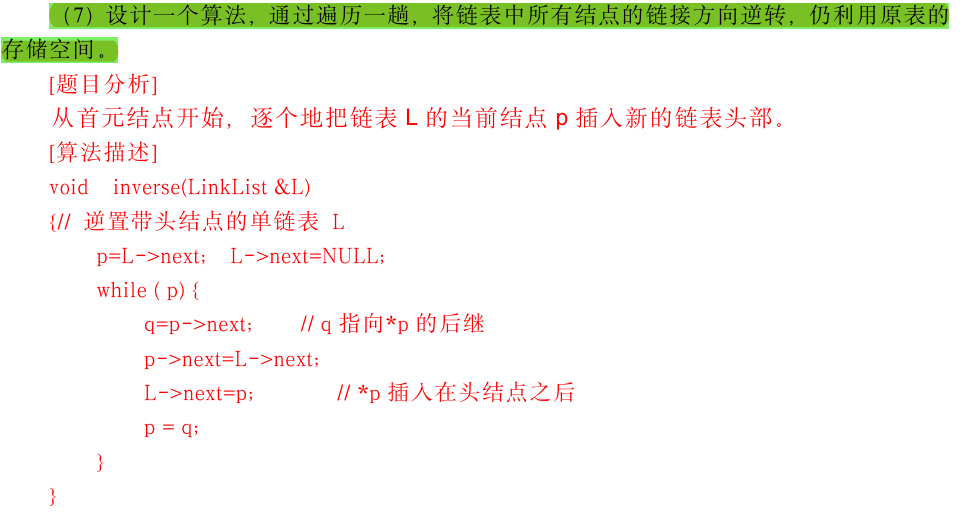 （7）设计一个算法，通过遍历一趟，将链表中所有结点的链接方向逆转，仍利用原表的
存储空间。
[题目分析]
从首元结点开始，逐个地把链表 L 的当前结点 p 插入新的链表头部。
[算法描述]
void inverse(LinkList &L)
{// 逆置带头结点的单链表 L
p=L->next; L->next=NULL;
while ( p) {
q=p->next; // q 指向*p 的后继
p->next=L->next;
L->next=p; // *p 插入在头结点之后
p = q;
}
}